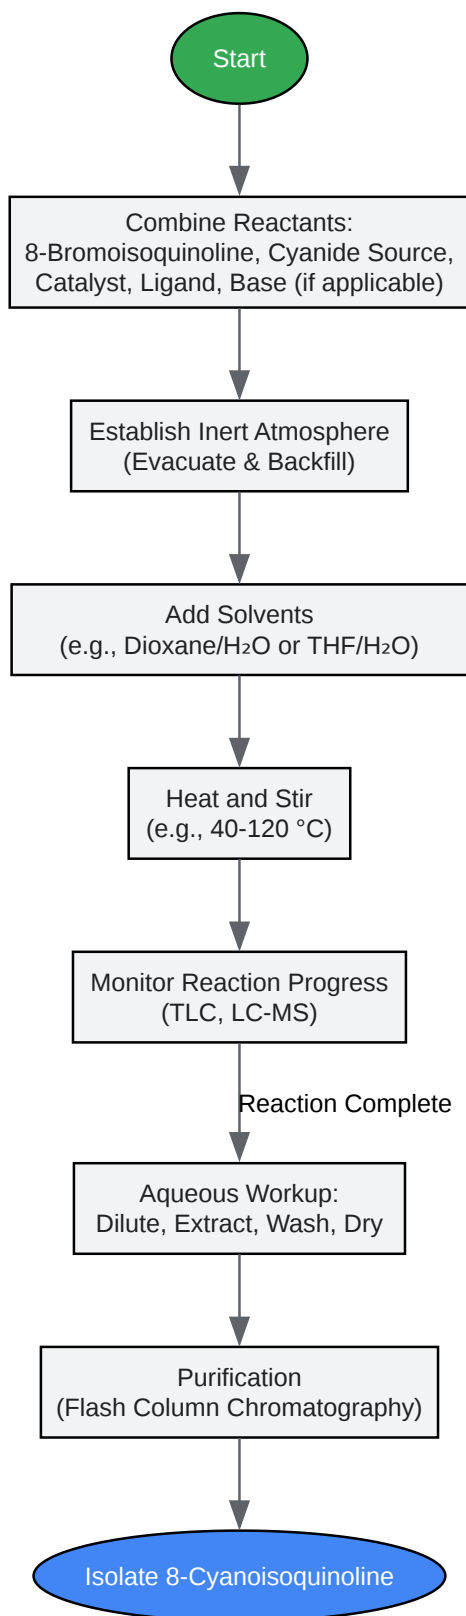 Start
Combine Reactants:
8-Bromoisoquinoline, Cyanide Source,
Catalyst, Ligand, Base (if applicable)
Establish Inert Atmosphere
(Evacuate & Backfill)
Add Solvents
(e.g., Dioxane/H₂O or THF/H₂O)
Heat and Stir
(e.g., 40-120 °C)
Monitor Reaction Progress
(TLC, LC-MS)
Reaction Complete
Aqueous Workup:
Dilute, Extract, Wash, Dry
Purification
(Flash Column Chromatography)
Isolate 8-Cyanoisoquinoline